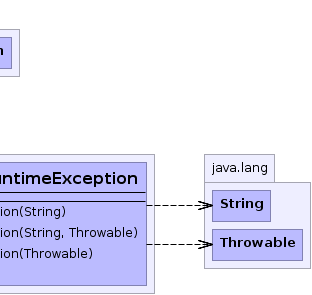 n
java.lang
untimeException
String
ion(String)
ion(String, Throwable)
Throwable
ion(Throwable)